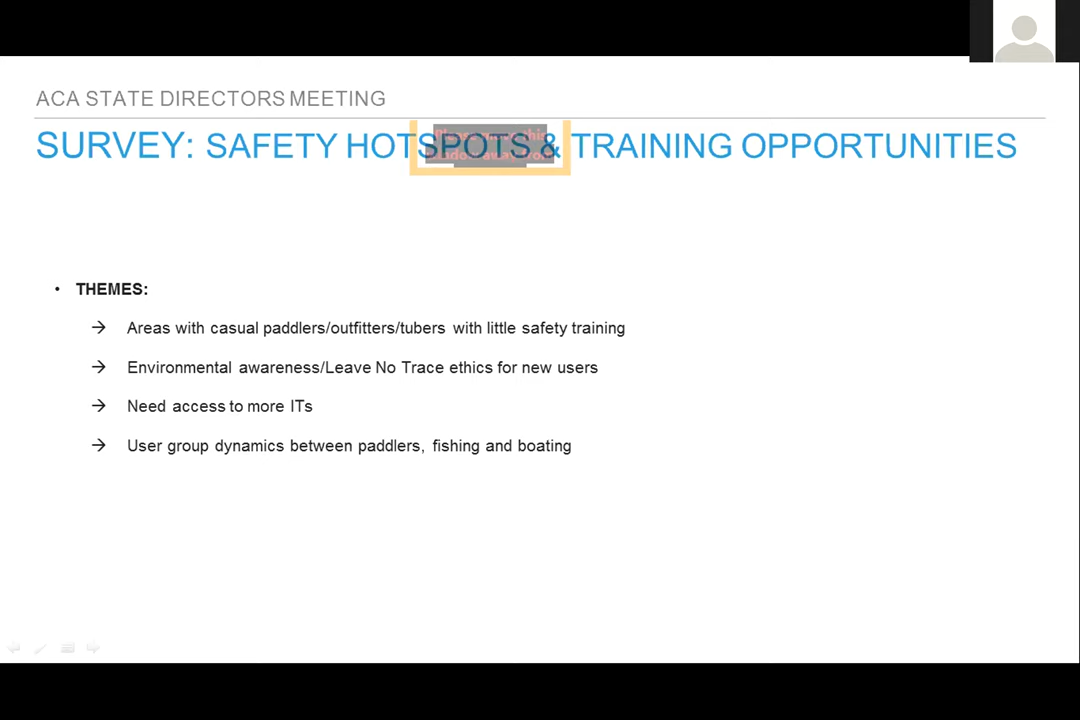 ACA STATE DIRECTORS MEETING
SURVEY: SAFETY HOTSPOTS & TRAINING OPPORTUNITIES
• THEMES:
→ Areas with casual paddlers/outfitters/tubers with little safety training
→ Environmental awareness/Leave No Trace ethics for new users
→ Need access to more ITs
→ User group dynamics between paddlers, fishing and boating